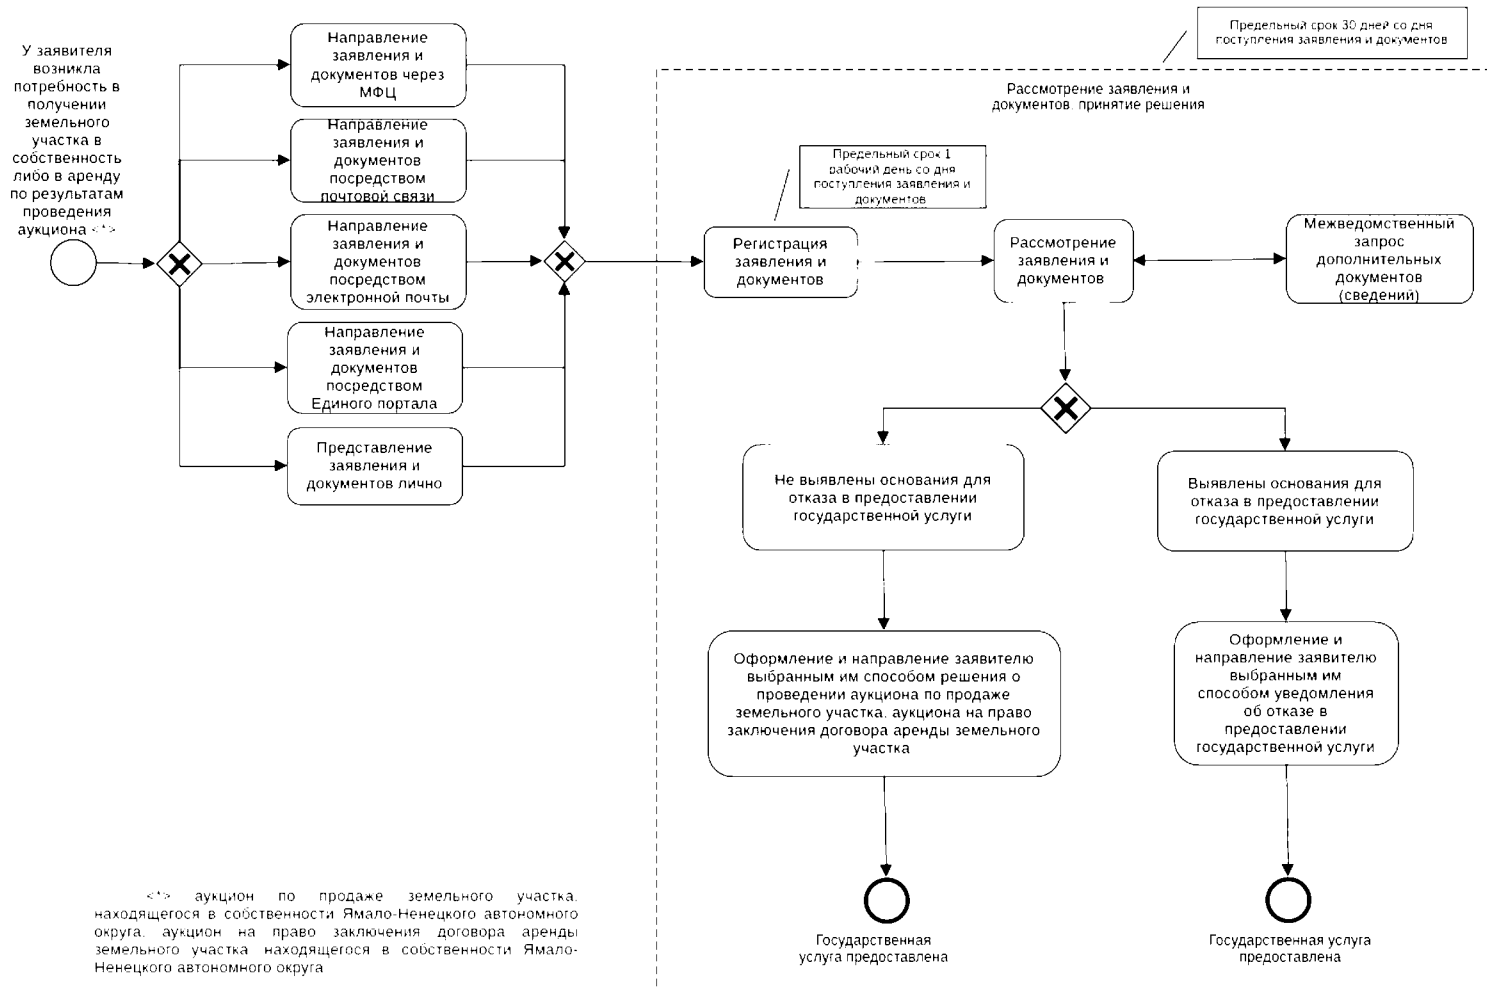 У заявителя
возникла
потребность в
получении
земельного
участка в
собственность
либо в аренду
по результатам
проведения
аукциона <*>
Направление
заявления и
документов через
МФЦ
Направление
заявления и
документов
посредством
почтовой связи
Направление
заявления и
документов
посредством
электронной почты
Направление
заявления и
документов
посредством
Единого портала
Представление
заявления и
документов лично
Предельный срок 30 дней со дня
поступления заявления и документов
Рассмотрение заявления и
документов, принятие решения
Предельный срок 1
рабочий день со дня
поступления заявления и
документов
Регистрация
заявления и
документов
Рассмотрение
заявления и
документов
Межведомственный
запрос
дополнительных
документов
(сведений)
Не выявлены основания для
отказа в предоставлении
государственной услуги
Выявлены основания для
отказа в предоставлении
государственной услуги
Оформление и направление заявителю
выбранным им способом решения о
проведении аукциона по продаже
земельного участка, аукциона на право
заключения договора аренды земельного
участка
Оформление и
направление заявителю
выбранным им
способом уведомления
об отказе в
предоставлении
государственной услуги
Государственная
услуга предоставлена
Государственная услуга
предоставлена
<*> аукцион по продаже земельного участка,
находящегося в собственности Ямало-Ненецкого автономного
округа, аукцион на право заключения договора аренды
земельного участка находящегося в собственности Ямало-
Ненецкого автономного округа